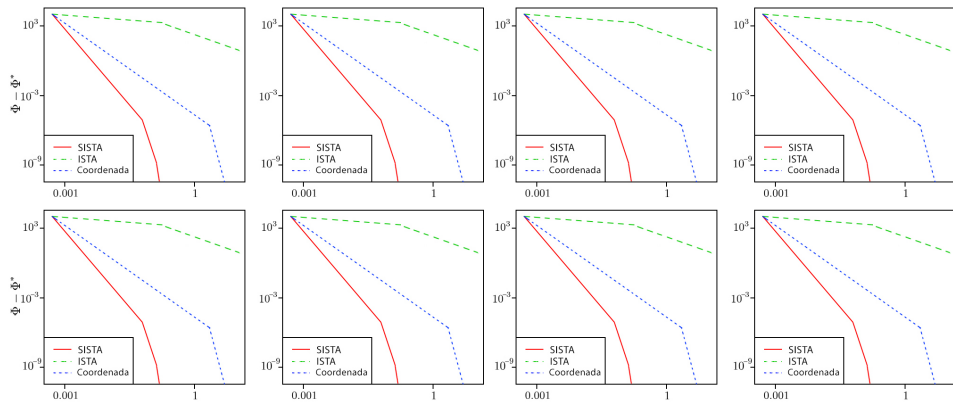 10^3 10^3 10^3 10^3
Φ − Φ*
10^-3 10^-3 10^-3 10^-3
SISTA SISTA SISTA SISTA
ISTA ISTA ISTA ISTA
10^-9 10^-9 10^-9 10^-9
Coordenada Coordenada Coordenada Coordenada
0.001 1 0.001 1 0.001 1 0.001 1
10^3 10^3 10^3 10^3
Φ − Φ*
10^-3 10^-3 10^-3 10^-3
SISTA SISTA SISTA SISTA
ISTA ISTA ISTA ISTA
10^-9 10^-9 10^-9 10^-9
Coordenada Coordenada Coordenada Coordenada
0.001 1 0.001 1 0.001 1 0.001 1